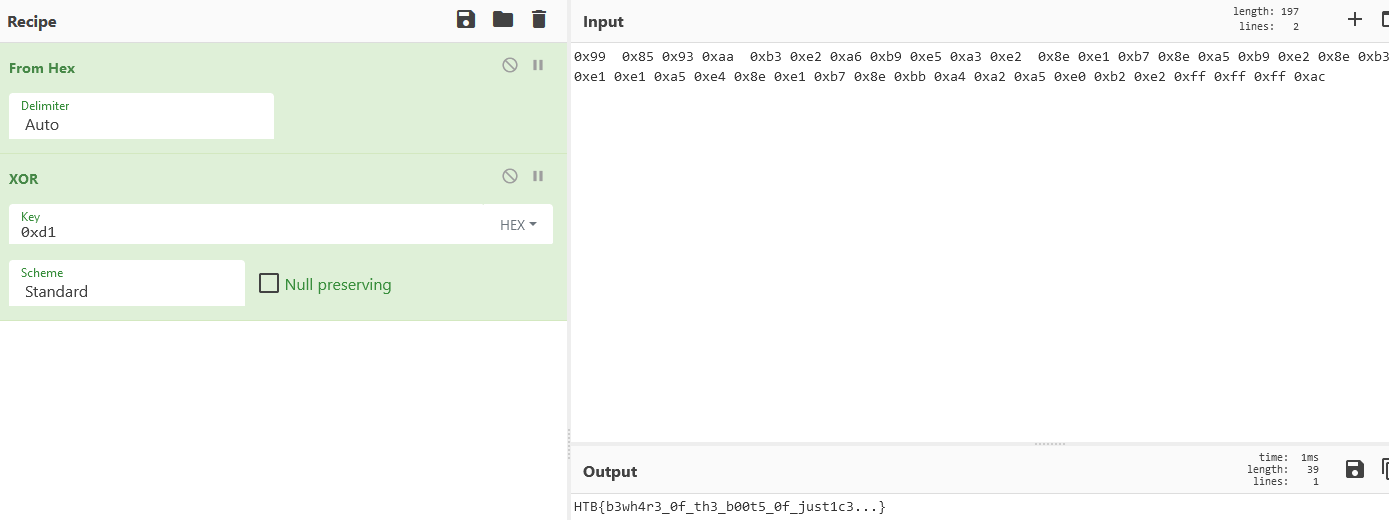 Recipe
From Hex
Delimiter
Auto
XOR
Key
0xd1
HEX
Scheme
Standard
Null preserving
Input
length: 197
lines: 2
0x99  0x85 0x93 0xaa  0xb3 0xe2 0xa6 0xb9 0xe5 0xa3 0xe2  0x8e 0xe1 0xb7 0x8e 0xa5 0xb9 0xe2 0x8e 0xb3
0xe1 0xe1 0xa5 0xe4 0x8e 0xe1 0xb7 0x8e 0xbb 0xa4 0xa2 0xa5 0xe0 0xb2 0xe2 0xff 0xff 0xff 0xac
Output
time: 1ms
length: 39
lines: 1
HTB{b3wh4r3_0f_th3_b00t5_0f_just1c3...}